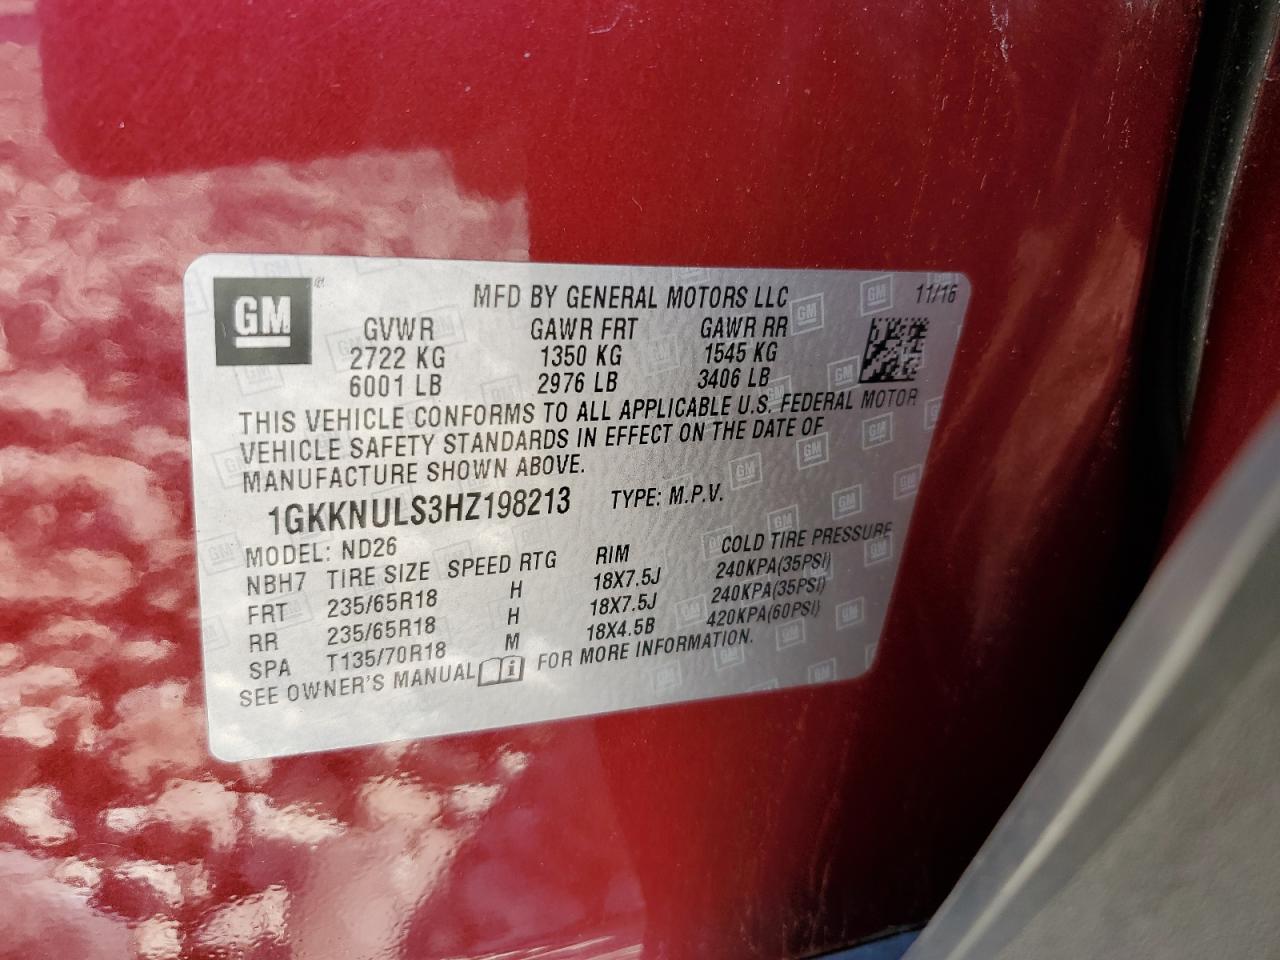 GM
MFD BY GENERAL MOTORS LLC 11/16
GVWR GAWR FRT GAWR RR
2722 KG 1350 KG 1545 KG
6001 LB 2976 LB 3406 LB
THIS VEHICLE CONFORMS TO ALL APPLICABLE U.S. FEDERAL MOTOR
VEHICLE SAFETY STANDARDS IN EFFECT ON THE DATE OF
MANUFACTURE SHOWN ABOVE.
1GKKNULS3HZ198213 TYPE: M.P.V.
MODEL: ND26
NBH7 TIRE SIZE SPEED RTG RIM COLD TIRE PRESSURE
FRT 235/65R18 H 18X7.5J 240KPA(35PSI)
RR 235/65R18 H 18X7.5J 240KPA(35PSI)
SPA T135/70R18 M 18X4.5B 420KPA(60PSI)
SEE OWNER'S MANUAL i FOR MORE INFORMATION.